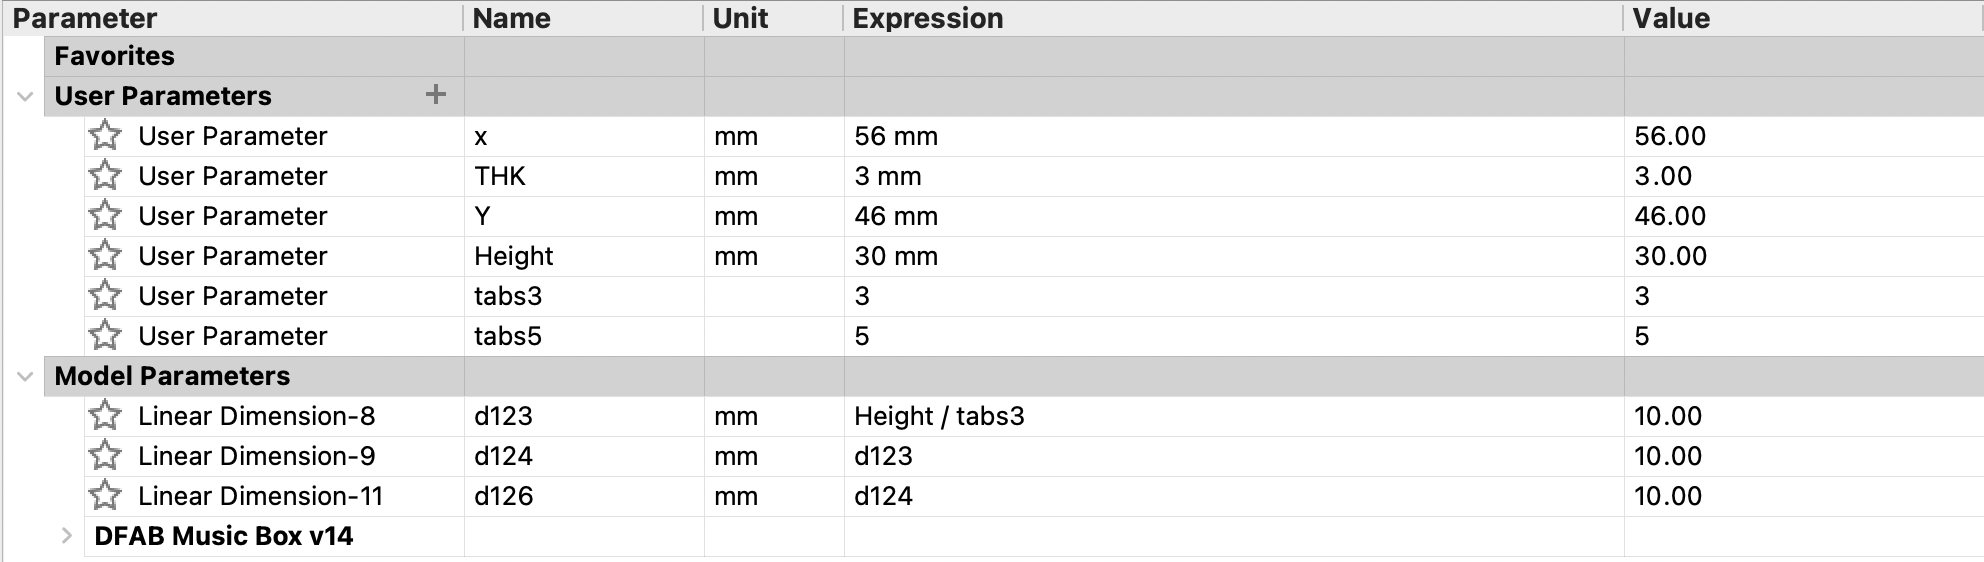 Parameter Name Unit Expression Value
Favorites
User Parameters +
User Parameter x mm 56 mm 56.00
User Parameter THK mm 3 mm 3.00
User Parameter Y mm 46 mm 46.00
User Parameter Height mm 30 mm 30.00
User Parameter tabs3 3 3
User Parameter tabs5 5 5
Model Parameters
Linear Dimension-8 d123 mm Height / tabs3 10.00
Linear Dimension-9 d124 mm d123 10.00
Linear Dimension-11 d126 mm d124 10.00
DFAB Music Box v14